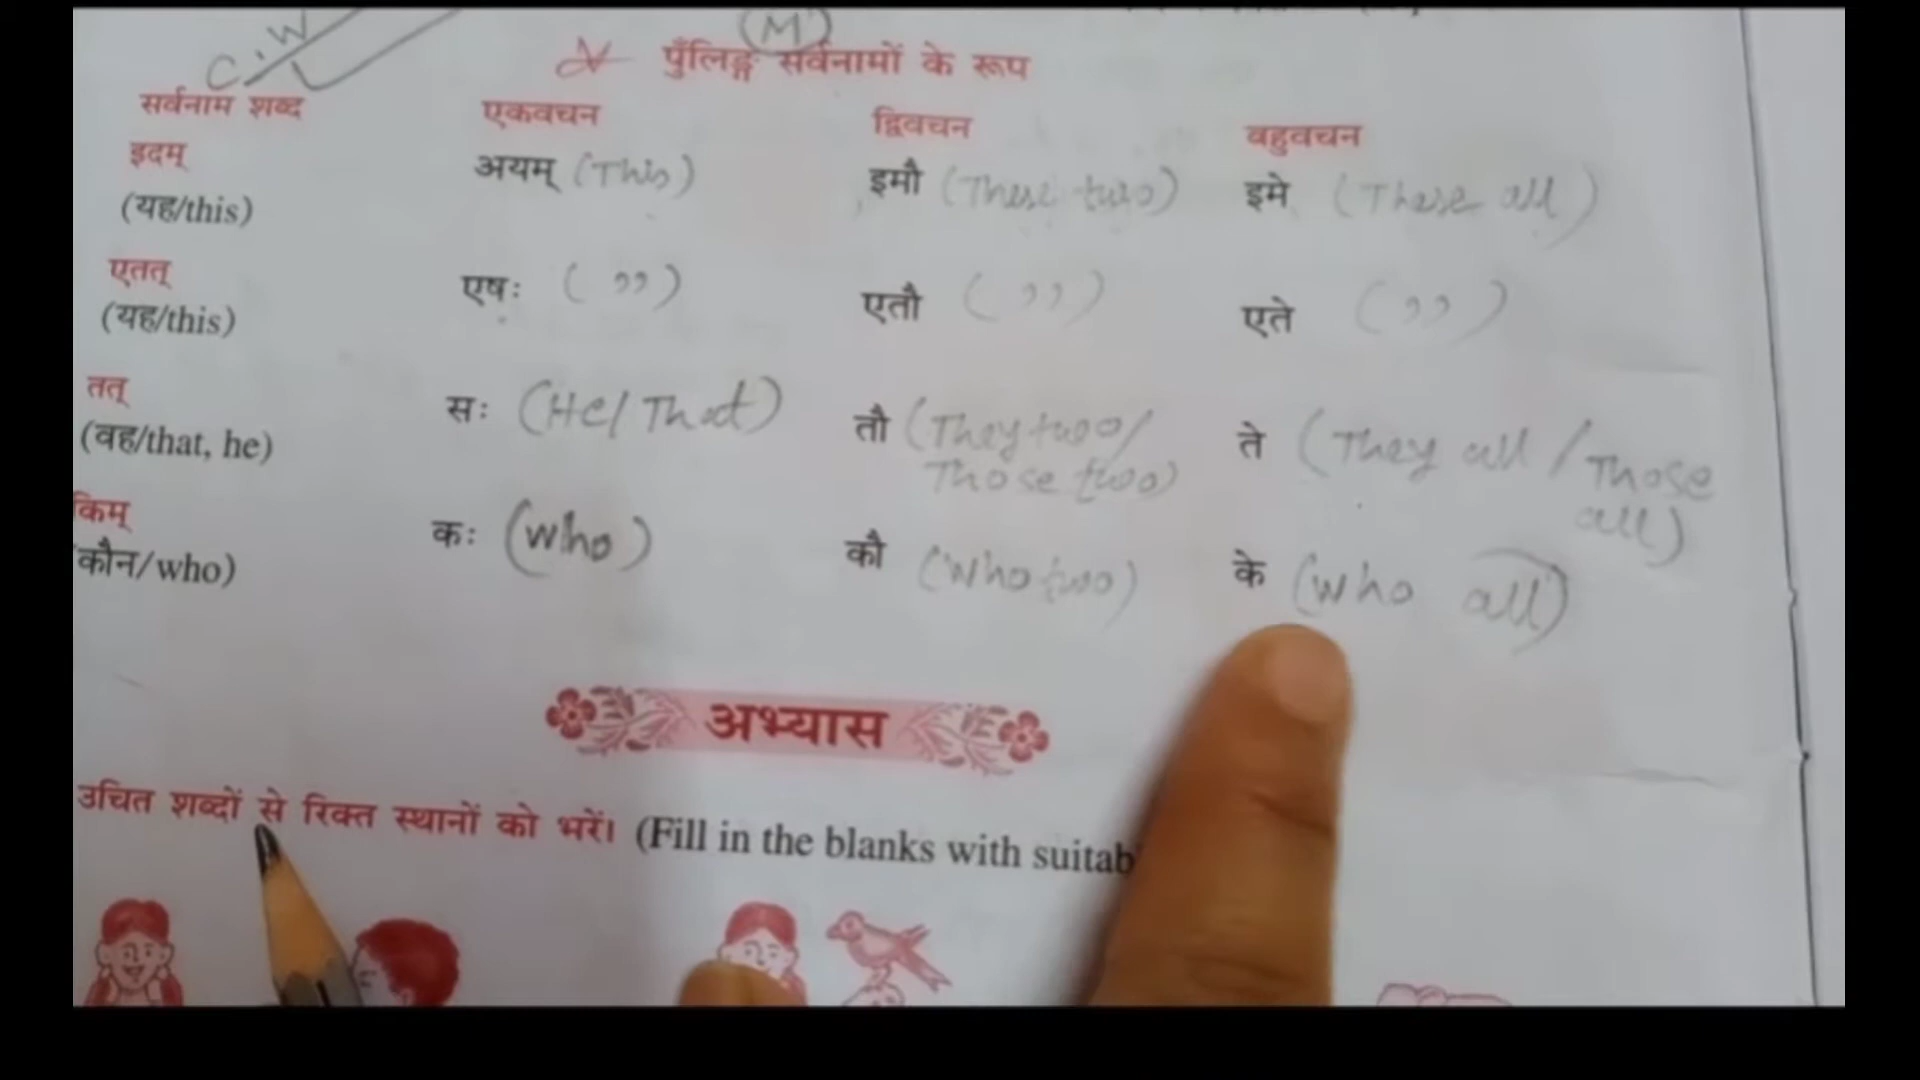 C.W
(M)
पुँलिङ्ग सर्वनामों के रूप
सर्वनाम शब्द एकवचन द्विवचन बहुवचन
इदम् अयम् (This) इमौ (These two) इमे (These all)
(यह/this)
एतत् एषः ( ,, ) एतौ ( ,, ) एते ( ,, )
(यह/this)
तत् सः (He/That) तौ (They two/ ते (They all / Those
(वह/that, he) Those two) all)
किम् कः (who) कौ (who two) के (who all)
(कौन/who)
अभ्यास
उचित शब्दों से रिक्त स्थानों को भरें। (Fill in the blanks with suitab